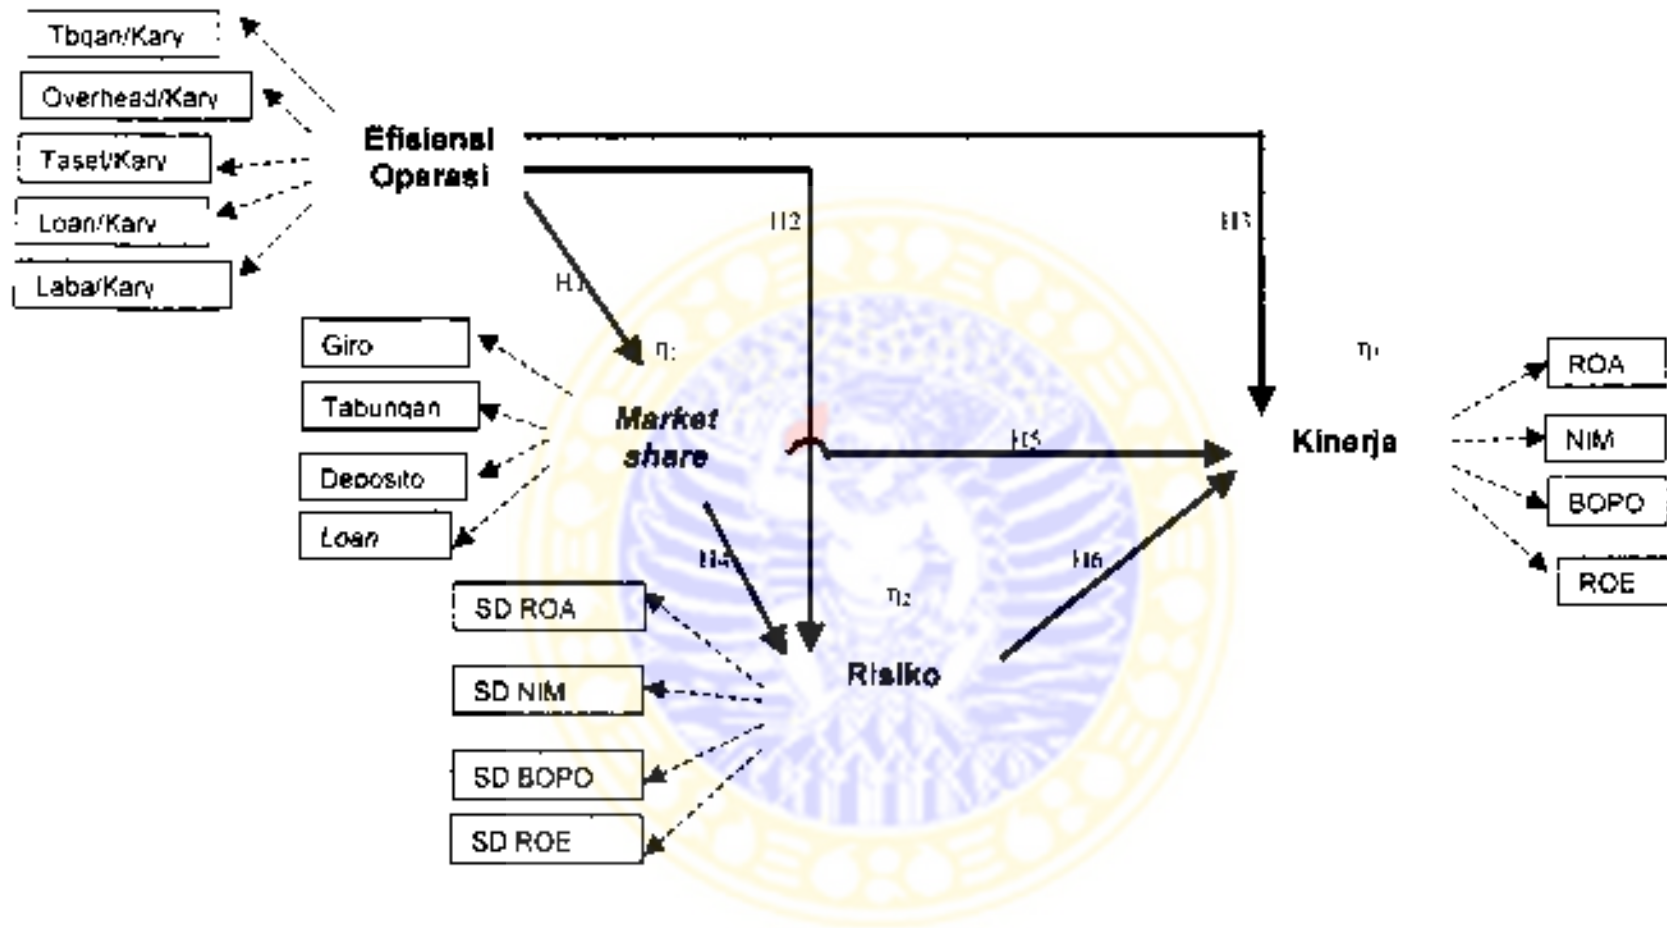 Tbgan/Kary
Overhead/Kary
Taset/Kary
Loan/Kary
Laba/Kary
Efisiensi
Operasi
H1
H2
H3
Giro
Tabungan
Deposito
Loan
Market
share
H4
H5
Kinerja
ROA
NIM
BOPO
ROE
η2
H6
Risiko
SD ROA
SD NIM
SD BOPO
SD ROE